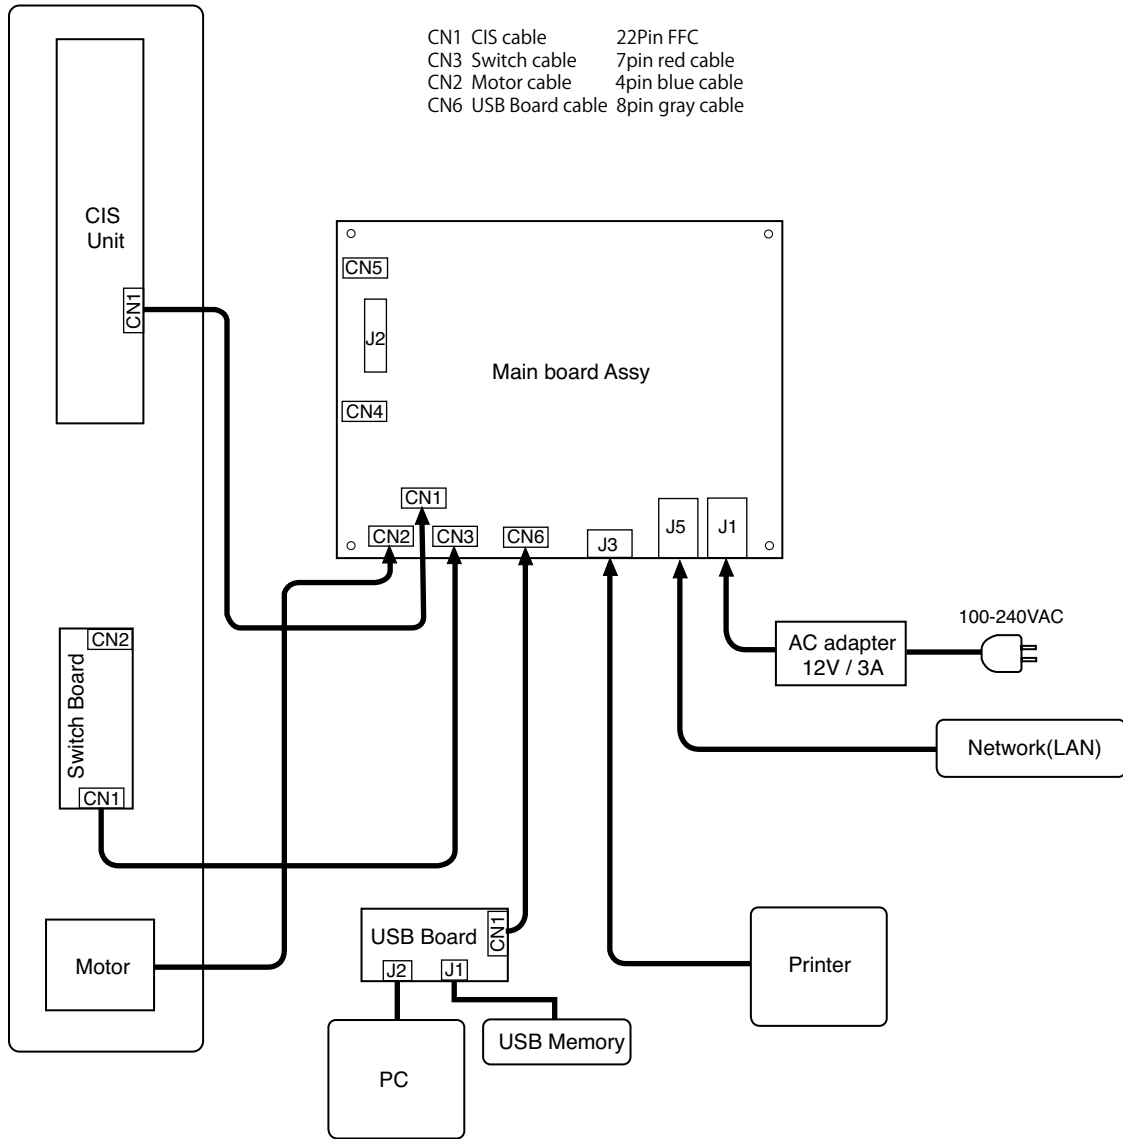 CN1 CIS cable 22Pin FFC
CN3 Switch cable 7pin red cable
CN2 Motor cable 4pin blue cable
CN6 USB Board cable 8pin gray cable
CIS
Unit
CN1
CN5
J2
CN4
Main board Assy
CN1
CN2
CN3
CN6
J3
J5
J1
100-240VAC
AC adapter
12V / 3A
Network(LAN)
CN2
Switch Board
CN1
Motor
USB Board
CN1
J2
J1
Printer
USB Memory
PC